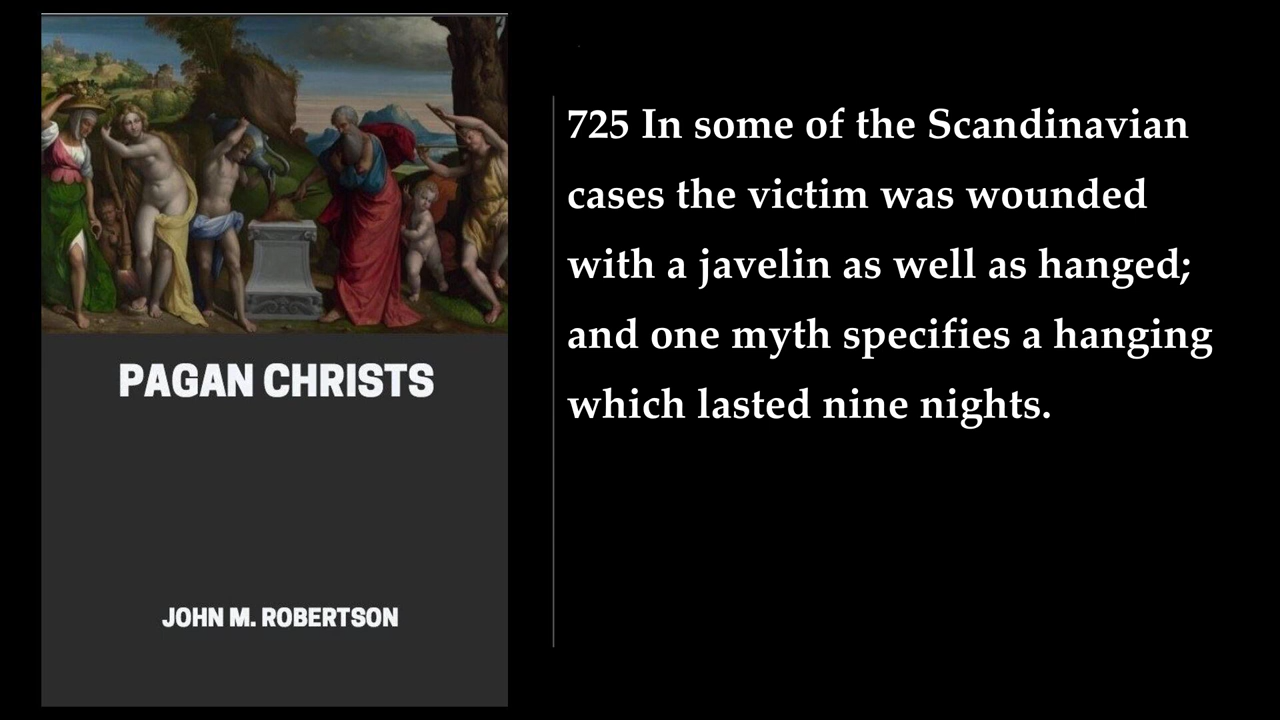 PAGAN CHRISTS
JOHN M. ROBERTSON
725 In some of the Scandinavian
cases the victim was wounded
with a javelin as well as hanged;
and one myth specifies a hanging
which lasted nine nights.